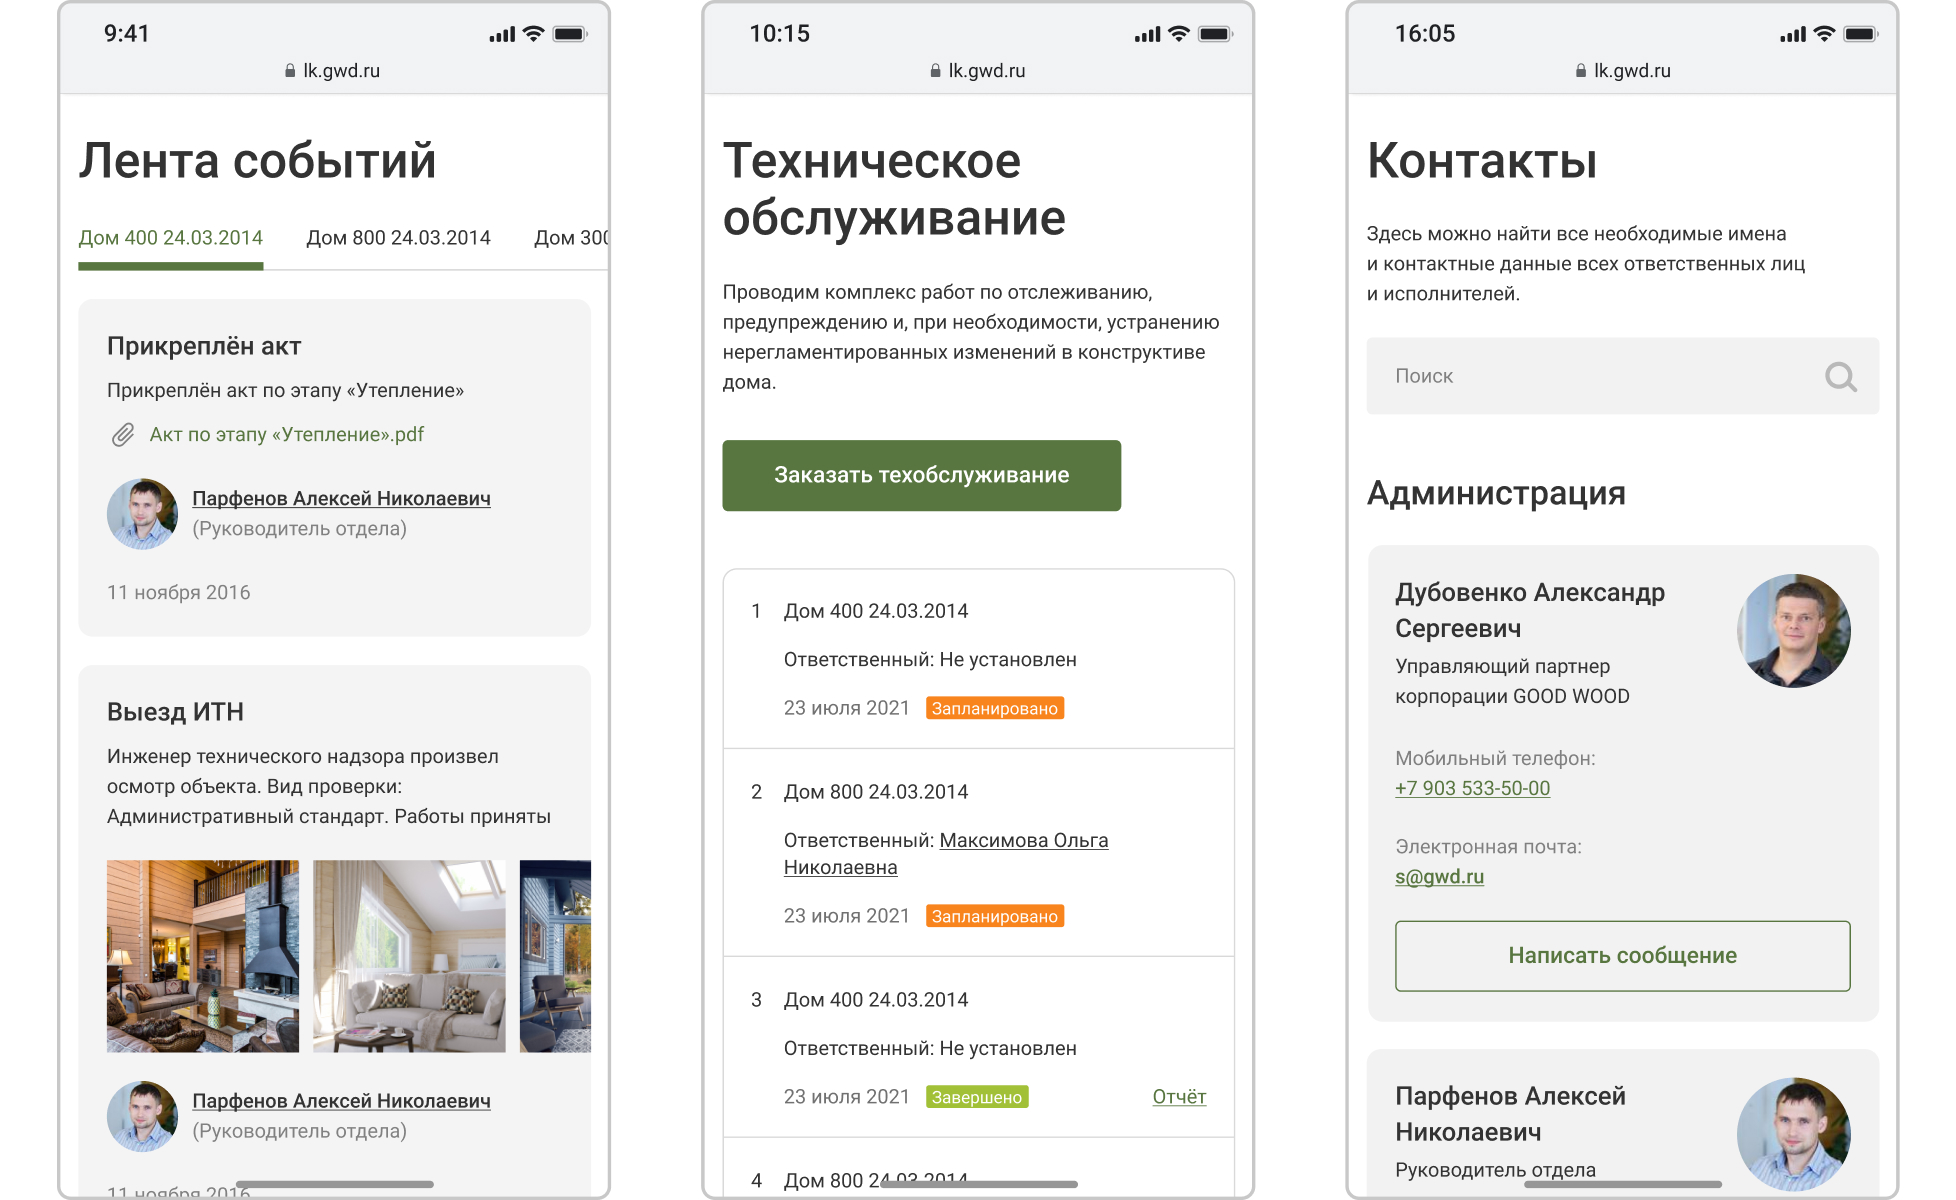 9:41
lk.gwd.ru
Лента событий
Дом 400 24.03.2014
Дом 800 24.03.2014
Дом 300
Прикреплён акт
Прикреплён акт по этапу «Утепление»
Акт по этапу «Утепление».pdf
Парфенов Алексей Николаевич
(Руководитель отдела)
11 ноября 2016
Выезд ИТН
Инженер технического надзора произвел
осмотр объекта. Вид проверки:
Административный стандарт. Работы приняты
Парфенов Алексей Николаевич
(Руководитель отдела)
11 ноября 2016
10:15
lk.gwd.ru
Техническое
обслуживание
Проводим комплекс работ по отслеживанию,
предупреждению и, при необходимости, устранению
нерегламентированных изменений в конструктиве
дома.
Заказать техобслуживание
1 Дом 400 24.03.2014
Ответственный: Не установлен
23 июля 2021 Запланировано
2 Дом 800 24.03.2014
Ответственный: Максимова Ольга
Николаевна
23 июля 2021 Запланировано
3 Дом 400 24.03.2014
Ответственный: Не установлен
23 июля 2021 Завершено Отчёт
4 Дом 800 24.03.2014
16:05
lk.gwd.ru
Контакты
Здесь можно найти все необходимые имена
и контактные данные всех ответственных лиц
и исполнителей.
Поиск
Администрация
Дубовенко Александр
Сергеевич
Управляющий партнер
корпорации GOOD WOOD
Мобильный телефон:
+7 903 533-50-00
Электронная почта:
s@gwd.ru
Написать сообщение
Парфенов Алексей
Николаевич
Руководитель отдела